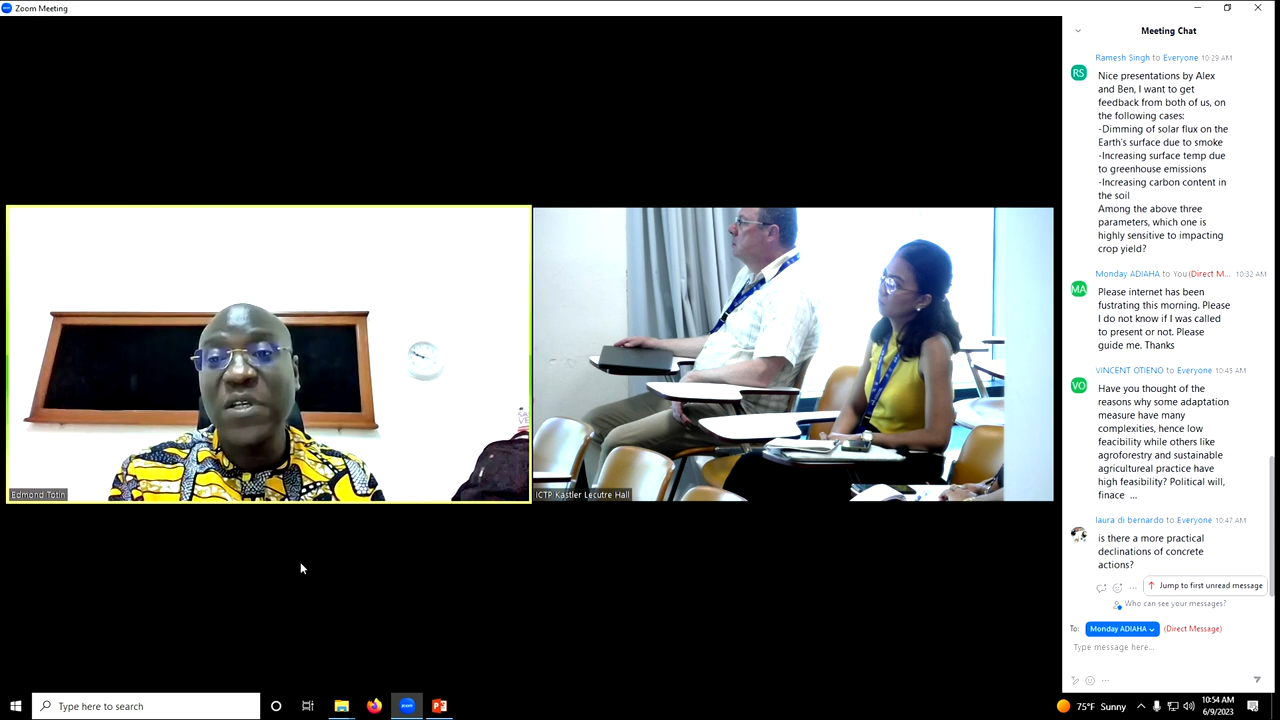 Zoom Meeting
Meeting Chat
Ramesh Singh to Everyone 10:29 AM
RS
Nice presentations by Alex
and Ben, I want to get
feedback from both of us, on
the following cases:
-Dimming of solar flux on the
Earth's surface due to smoke
-Increasing surface temp due
to greenhouse emissions
-Increasing carbon content in
the soil
Among the above three
parameters, which one is
highly sensitive to impacting
crop yield?
Monday ADIAHA to You (Direct M... 10:32 AM
MA
Please internet has been
fustrating this morning. Please
I do not know if I was called
to present or not. Please
guide me. Thanks
VINCENT OTIENO to Everyone 10:45 AM
VO
Have you thought of the
reasons why some adaptation
measure have many
complexities, hence low
feacibility while others like
agroforestry and sustainable
agricultureal practice have
high feasibility? Political will,
finace ...
laura di bernardo to Everyone 10:47 AM
is there a more practical
declinations of concrete
actions?
Jump to first unread message
Who can see your messages?
To: Monday ADIAHA (Direct Message)
Type message here...
Edmond Totin
ICTP Kastler Lecutre Hall
Type here to search
75°F Sunny
10:54 AM
6/9/2023